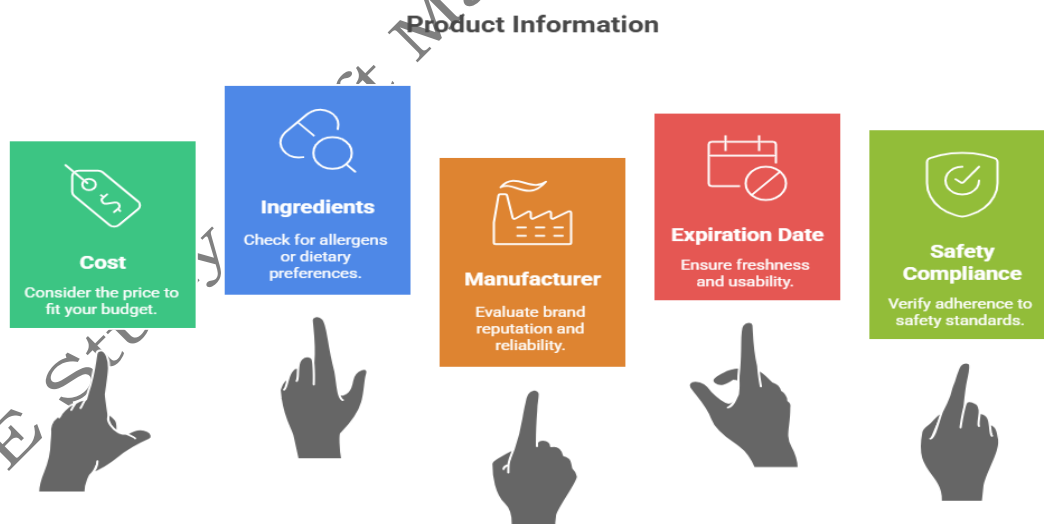 Product Information
Cost
Consider the price to
fit your budget.
Ingredients
Check for allergens
or dietary
preferences.
Manufacturer
Evaluate brand
reputation and
reliability.
Expiration Date
Ensure freshness
and usability.
Safety
Compliance
Verify adherence to
safety standards.